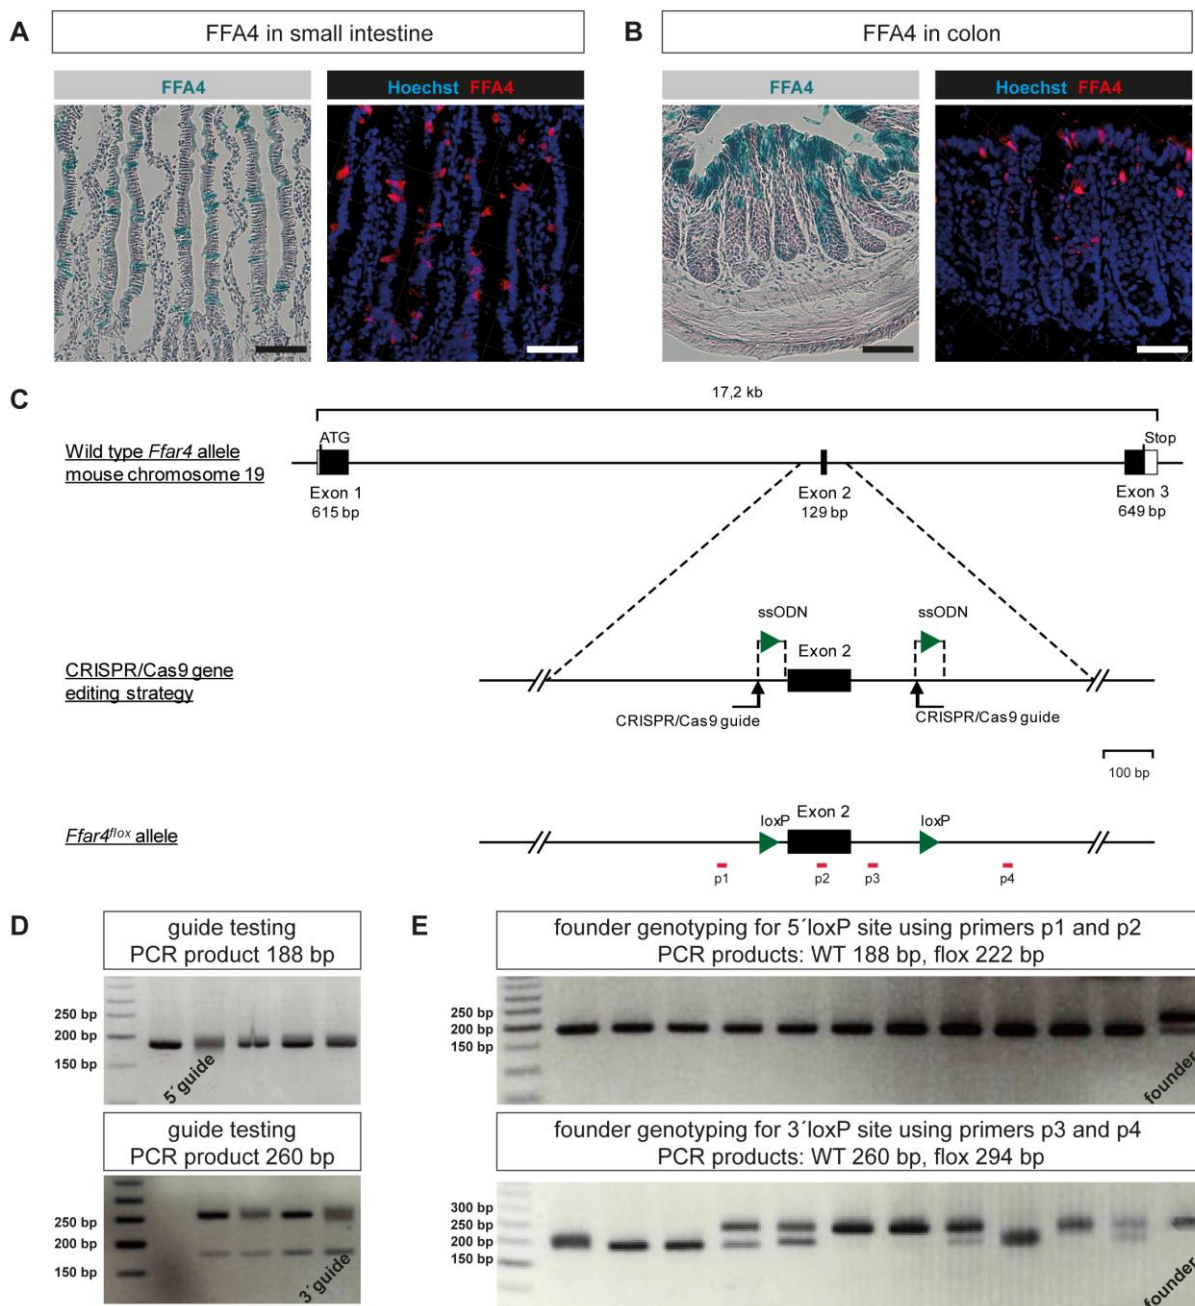 A
FFA4 in small intestine
FFA4
Hoechst FFA4
B
FFA4 in colon
FFA4
Hoechst FFA4
C
17,2 kb
Wild type Ffar4 allele
mouse chromosome 19
ATG
Stop
Exon 1
615 bp
Exon 2
129 bp
Exon 3
649 bp
CRISPR/Cas9 gene
editing strategy
ssODN
ssODN
Exon 2
CRISPR/Cas9 guide
CRISPR/Cas9 guide
100 bp
Ffar4flox allele
loxP
Exon 2
loxP
p1
p2
p3
p4
D
guide testing
PCR product 188 bp
250 bp
200 bp
150 bp
5´guide
guide testing
PCR product 260 bp
250 bp
200 bp
150 bp
3´guide
E
founder genotyping for 5´loxP site using primers p1 and p2
PCR products: WT 188 bp, flox 222 bp
250 bp
200 bp
150 bp
founder
founder genotyping for 3´loxP site using primers p3 and p4
PCR products: WT 260 bp, flox 294 bp
300 bp
250 bp
200 bp
150 bp
founder